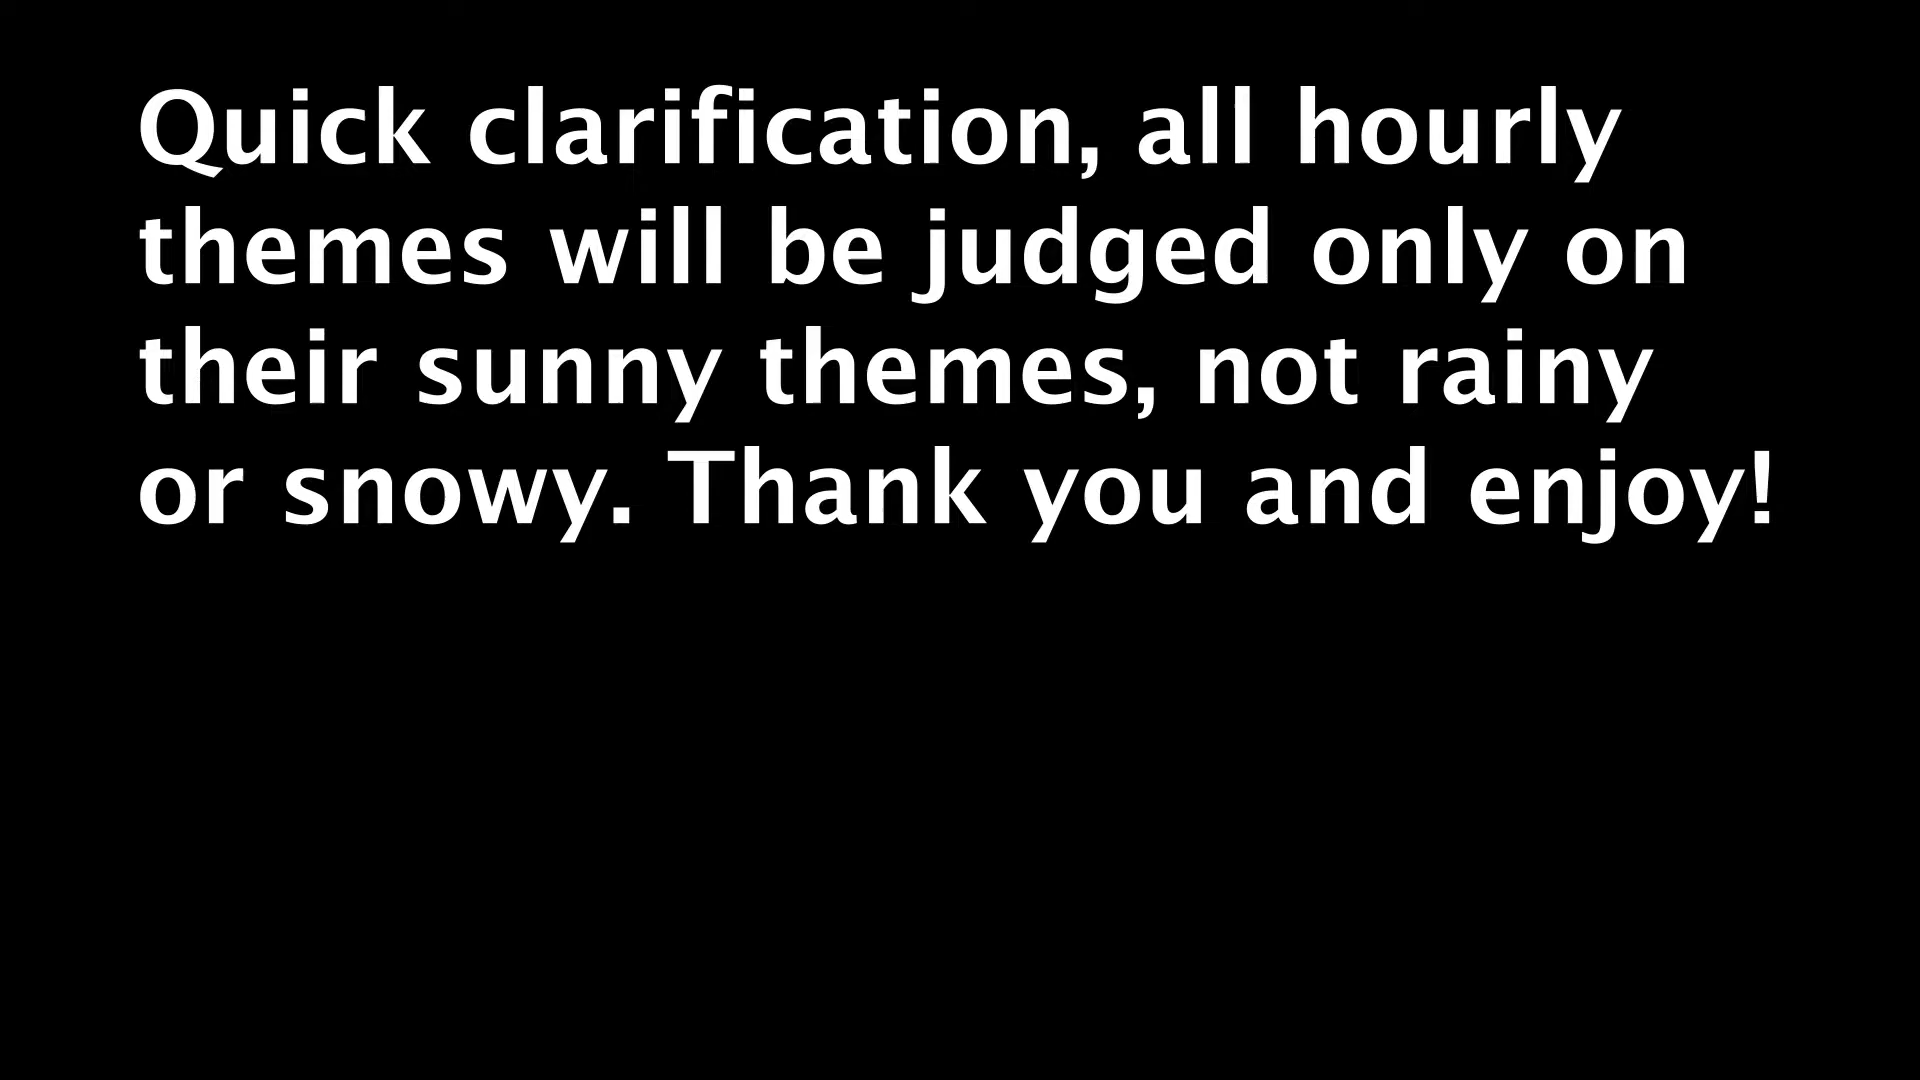 Quick clarification, all hourly
themes will be judged only on
their sunny themes, not rainy
or snowy. Thank you and enjoy!